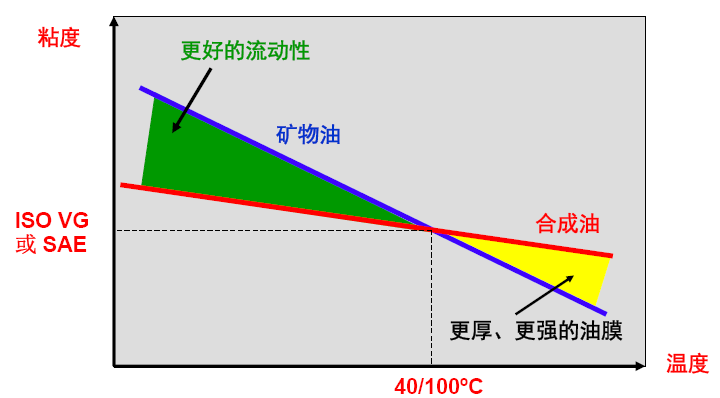 粘度
更好的流动性
矿物油
ISO VG
或 SAE
合成油
更厚、更强的油膜
温度
40/100°C